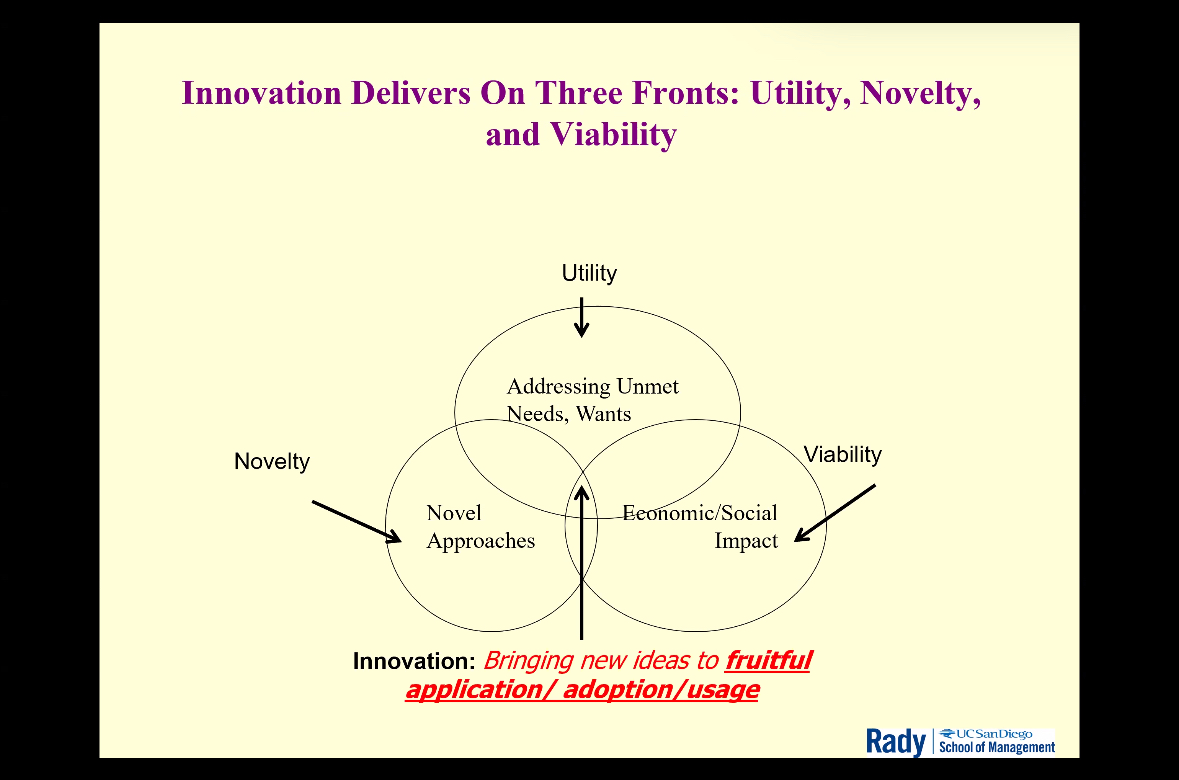 Innovation Delivers On Three Fronts: Utility, Novelty,
and Viability
Utility
Addressing Unmet
Needs, Wants
Novelty
Viability
Novel
Approaches
Economic/Social
Impact
Innovation: Bringing new ideas to fruitful
application/ adoption/usage
Rady
UC San Diego
School of Management